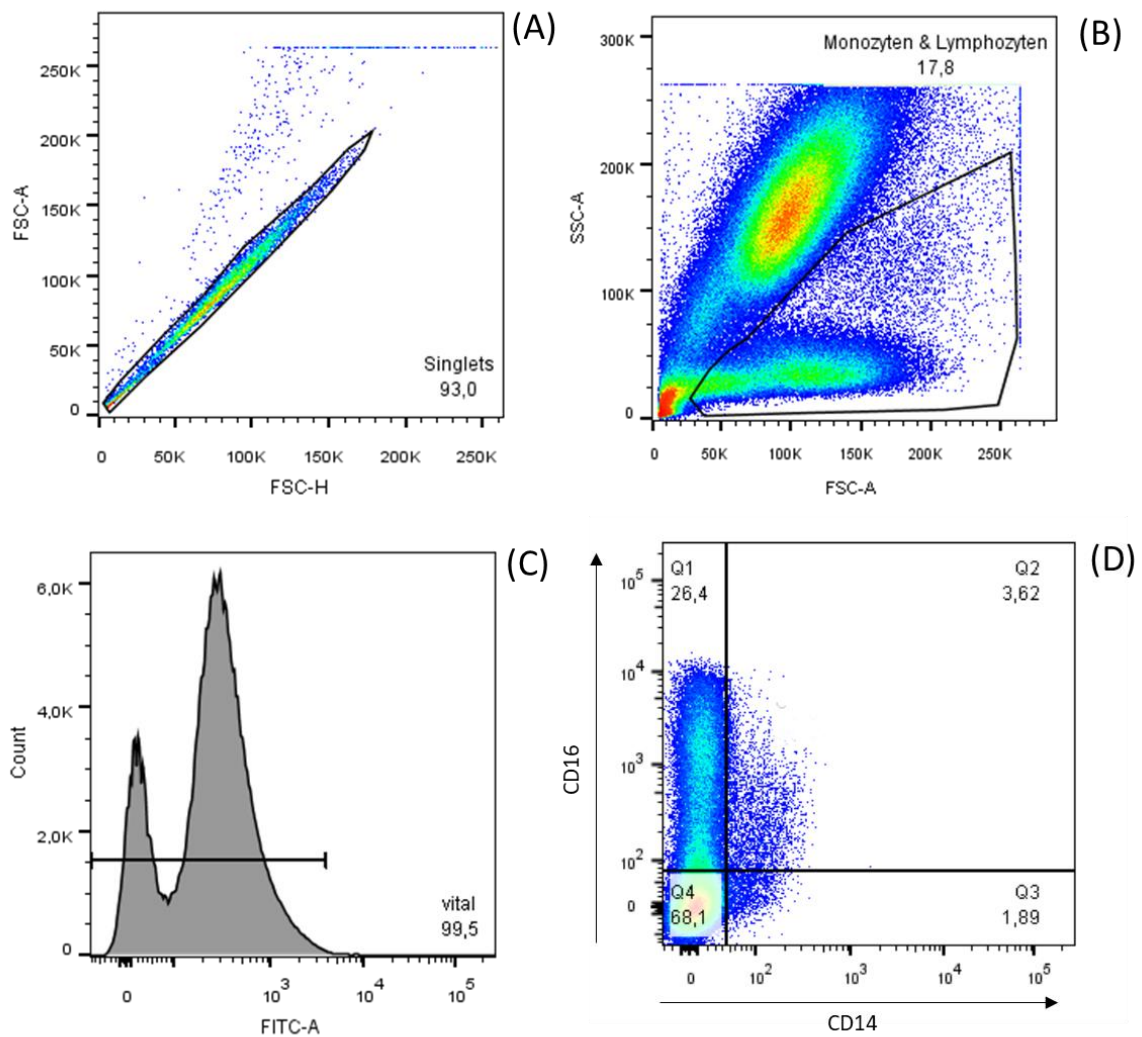 (A)
250K
200K
150K
100K
50K
0
FSC-A
Singlets
93,0
0 50K 100K 150K 200K 250K
FSC-H
(B)
Monozyten & Lymphozyten
17,8
300K
200K
100K
0
SSC-A
0 50K 100K 150K 200K 250K
FSC-A
(C)
6,0K
4,0K
2,0K
0
Count
vital
99,5
0 10³ 10⁴ 10⁵
FITC-A
(D)
Q1
26,4
Q2
3,62
10⁵
10⁴
10³
10²
0
CD16
Q4
68,1
Q3
1,89
0 10² 10³ 10⁴ 10⁵
CD14